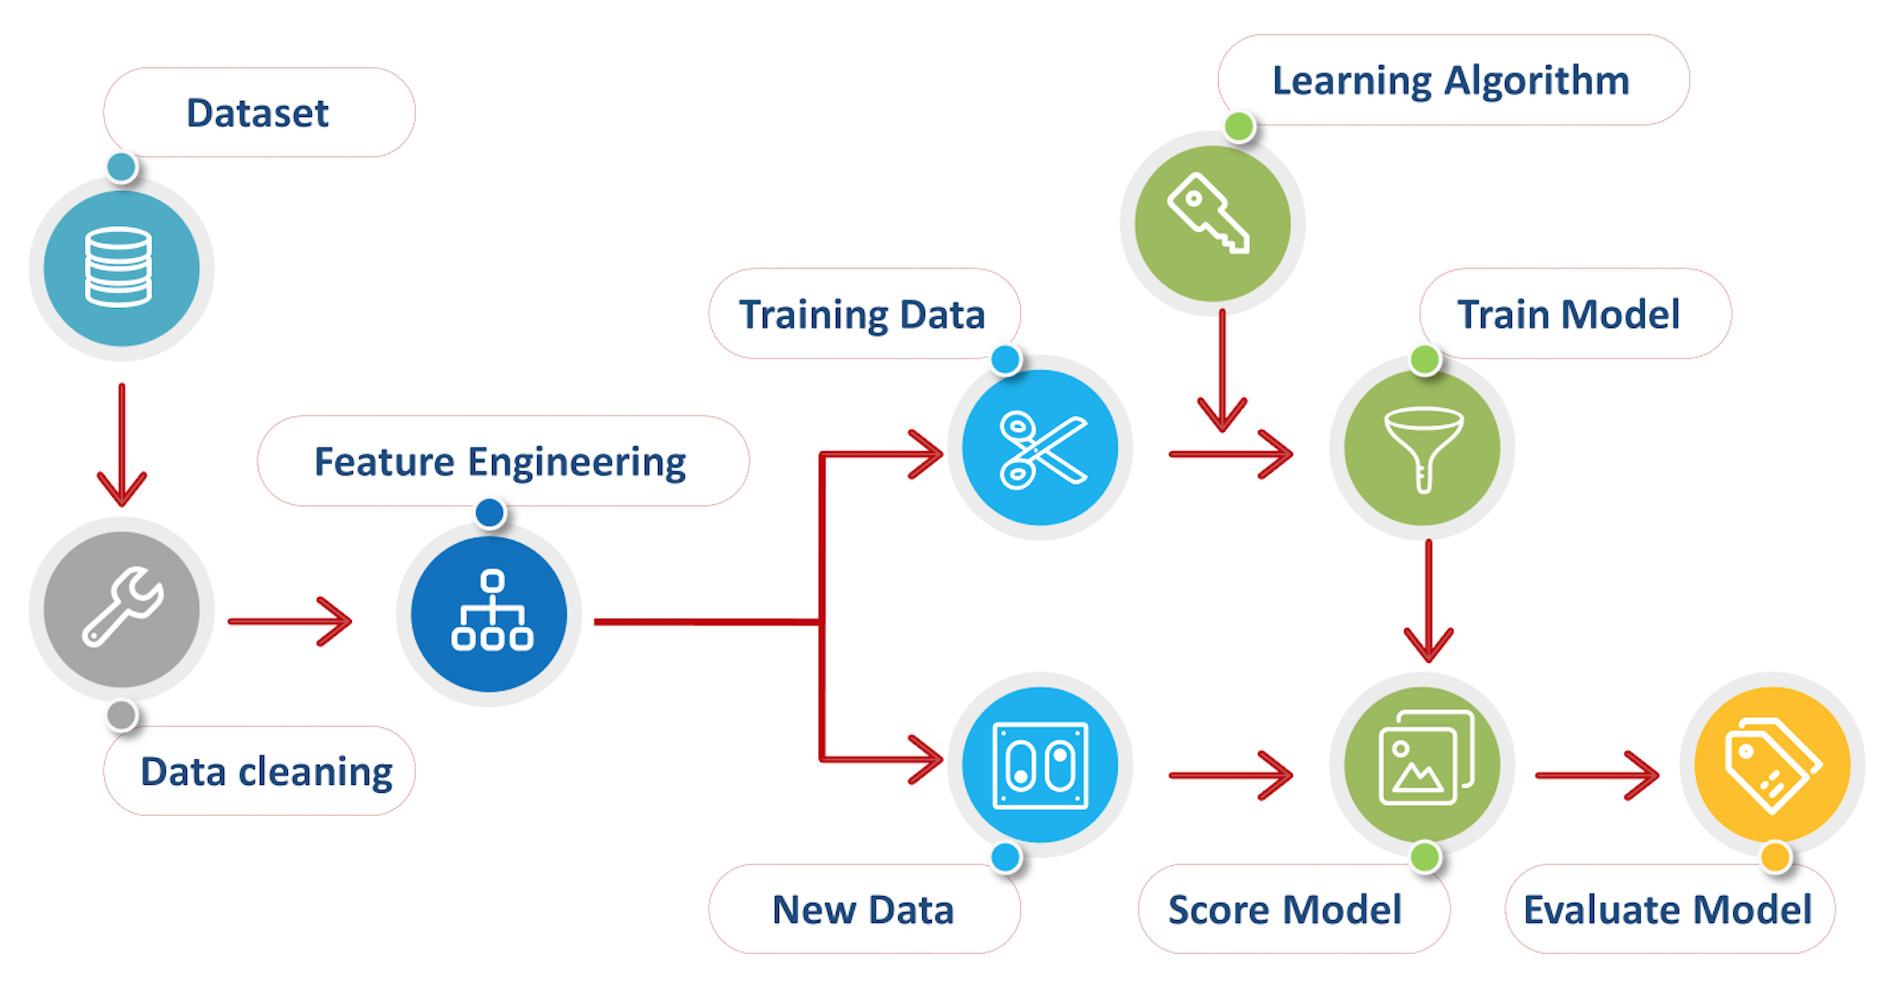 Dataset
Data cleaning
Feature Engineering
Training Data
New Data
Learning Algorithm
Train Model
Score Model
Evaluate Model